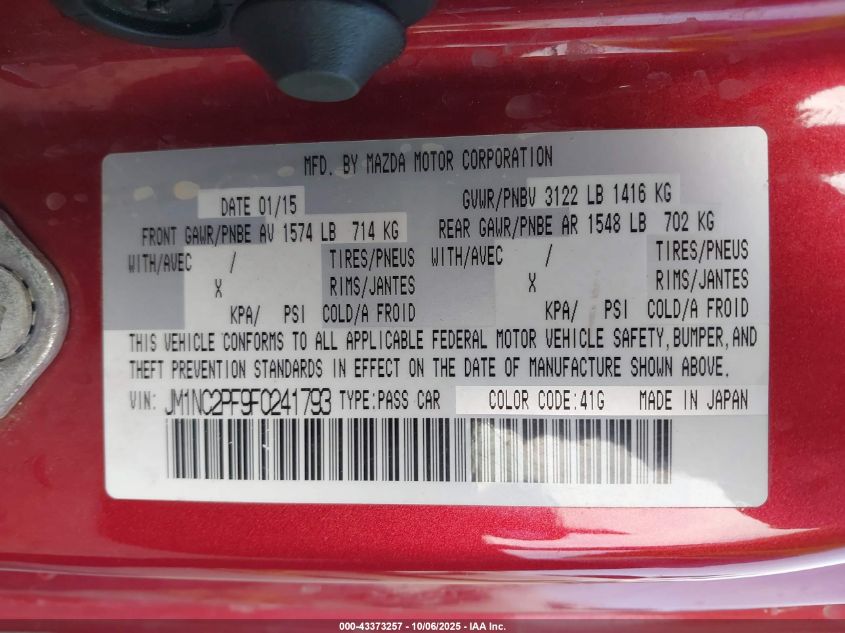 MFD. BY MAZDA MOTOR CORPORATION
DATE 01/15 GVWR/PNBV 3122 LB 1416 KG
FRONT GAWR/PNBE AV 1574 LB 714 KG REAR GAWR/PNBE AR 1548 LB 702 KG
WITH/AVEC / TIRES/PNEUS WITH/AVEC / TIRES/PNEUS
X RIMS/JANTES X RIMS/JANTES
KPA/ PSI COLD/A FROID KPA/ PSI COLD/A FROID
THIS VEHICLE CONFORMS TO ALL APPLICABLE FEDERAL MOTOR VEHICLE SAFETY, BUMPER, AND
THEFT PREVENTION STANDARDS IN EFFECT ON THE DATE OF MANUFACTURE SHOWN ABOVE.
VIN: JM1NC2PF9F0241793 TYPE:PASS CAR COLOR CODE:41G MADE IN JAPAN
000-43373257 - 10/06/2025 - IAA Inc.